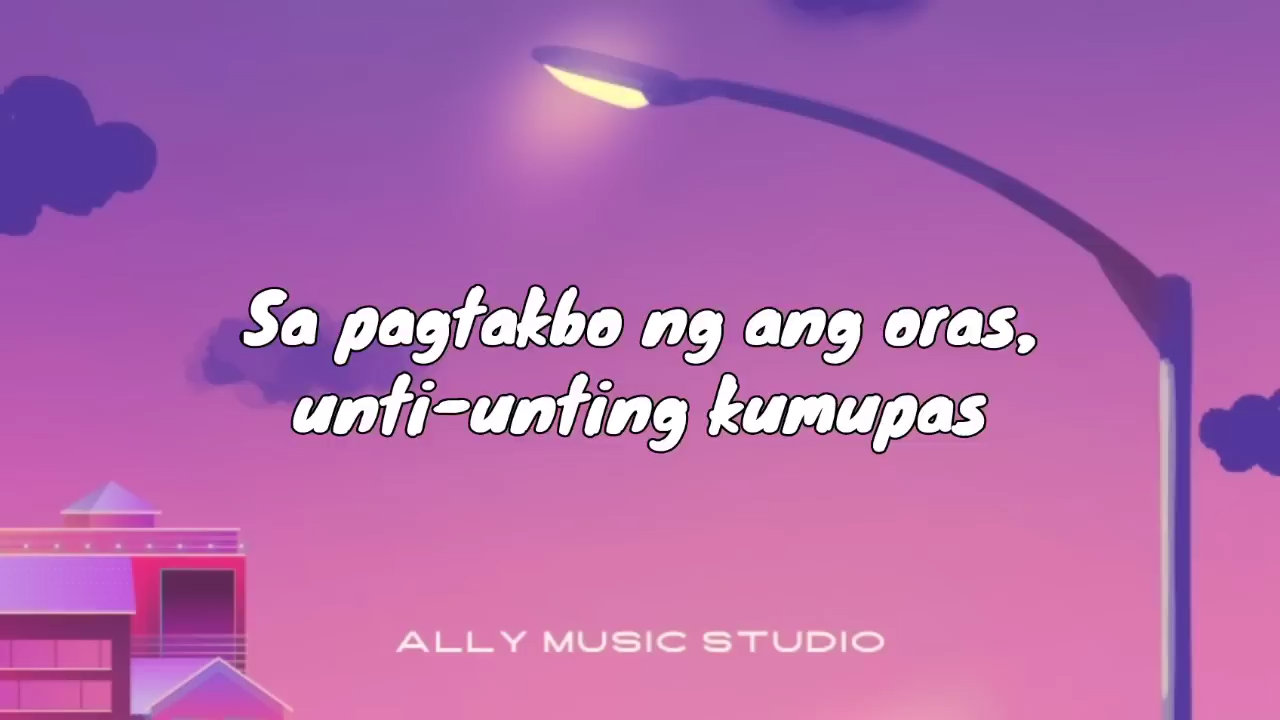 Sa pagtakbo ng ang oras,
unti-unting kumupas
ALLY MUSIC STUDIO